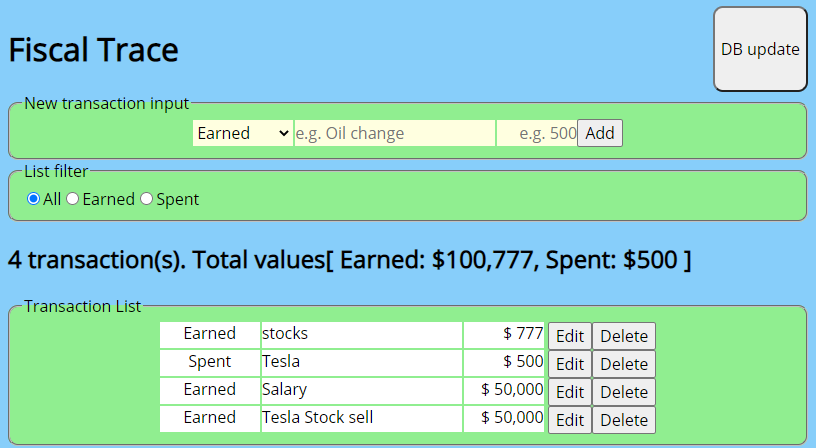 Fiscal Trace
DB update
New transaction input
Earned e.g. Oil change e.g. 500 Add
List filter
All Earned Spent
4 transaction(s). Total values[ Earned: $100,777, Spent: $500 ]
Transaction List
Earned stocks $ 777 Edit Delete
Spent Tesla $ 500 Edit Delete
Earned Salary $ 50,000 Edit Delete
Earned Tesla Stock sell $ 50,000 Edit Delete